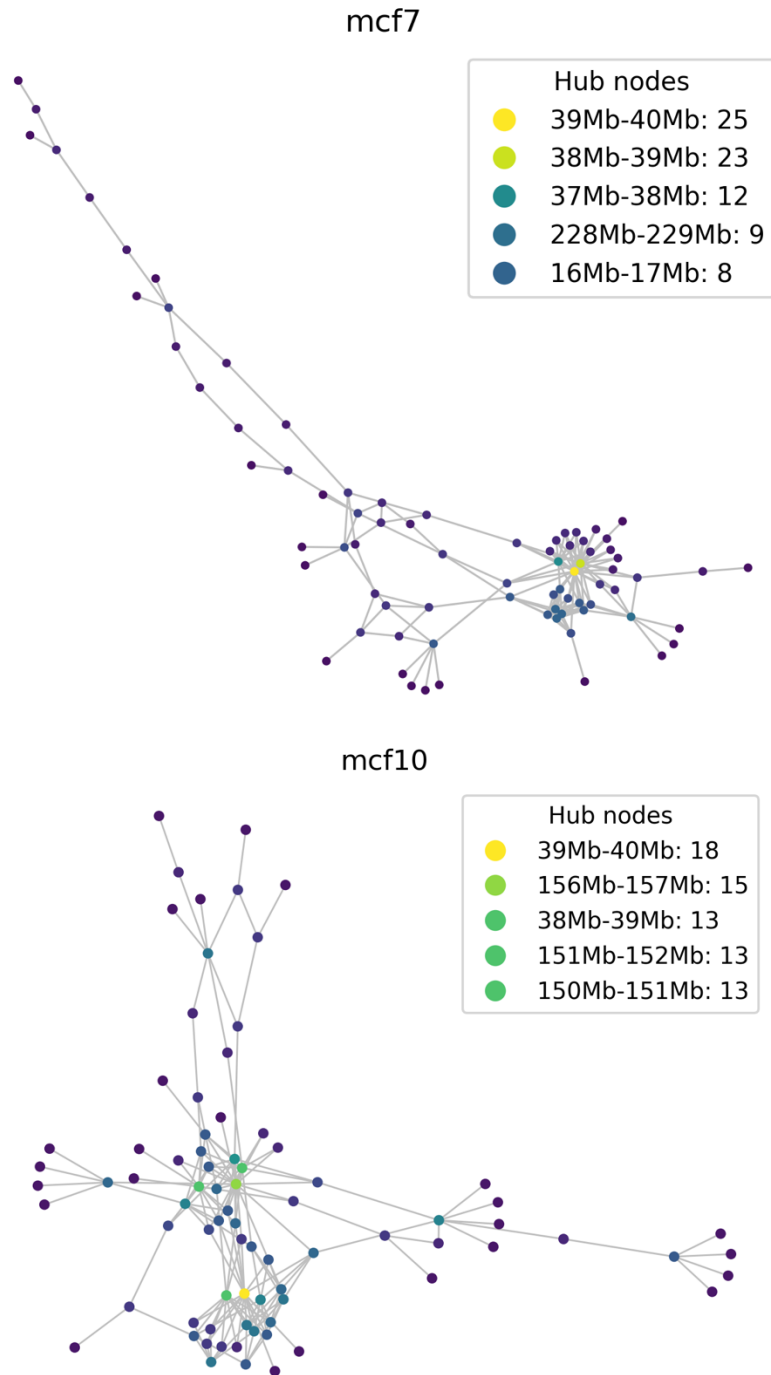 mcf7
Hub nodes
39Mb-40Mb: 25
38Mb-39Mb: 23
37Mb-38Mb: 12
228Mb-229Mb: 9
16Mb-17Mb: 8
mcf10
Hub nodes
39Mb-40Mb: 18
156Mb-157Mb: 15
38Mb-39Mb: 13
151Mb-152Mb: 13
150Mb-151Mb: 13